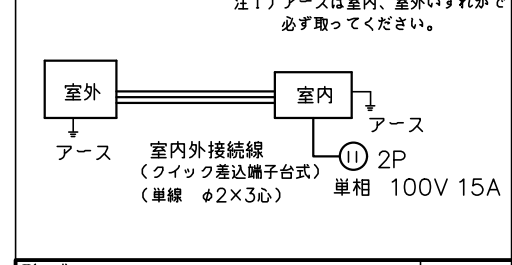 注1）アースは室内、室外いずれかで
必ず取ってください。
室外
室内
アース
アース
室内外接続線
（クイック差込端子台式）
（単線 φ2×3心）
2P
単相 100V 15A